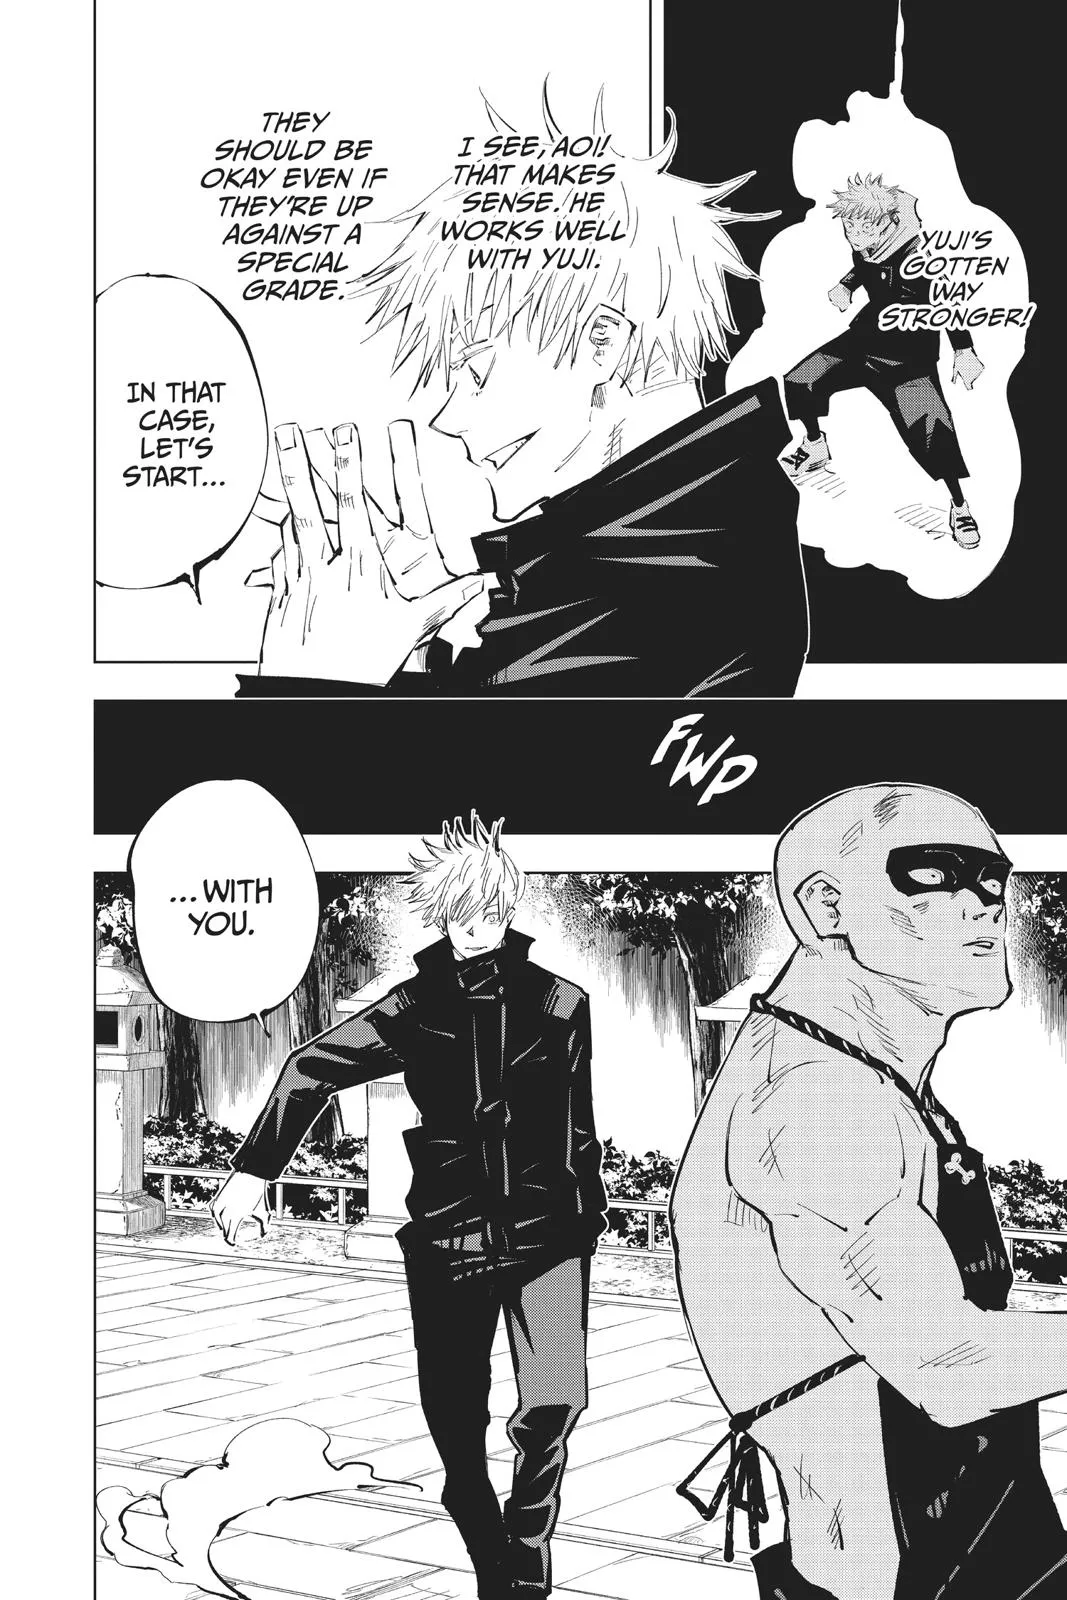 YUJI'S
GOTTEN
WAY
STRONGER!
I SEE, AOI!
THAT MAKES
SENSE. HE
WORKS WELL
WITH YUJI.
THEY
SHOULD BE
OKAY EVEN IF
THEY'RE UP
AGAINST A
SPECIAL
GRADE.
IN THAT
CASE,
LET'S
START...
FWP
...WITH
YOU.